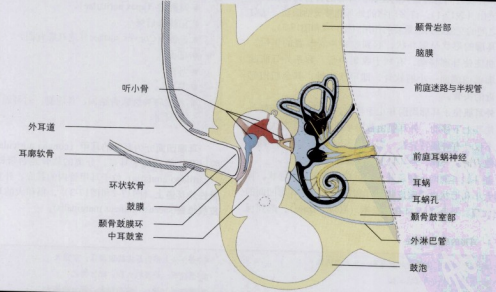 颞骨岩部
脑膜
听小骨
前庭迷路与半规管
外耳道
耳廓软骨
前庭耳蜗神经
环状软骨
耳蜗
耳蜗孔
鼓膜
颞骨鼓室部
颞骨鼓膜环
中耳鼓室
外淋巴管
鼓泡